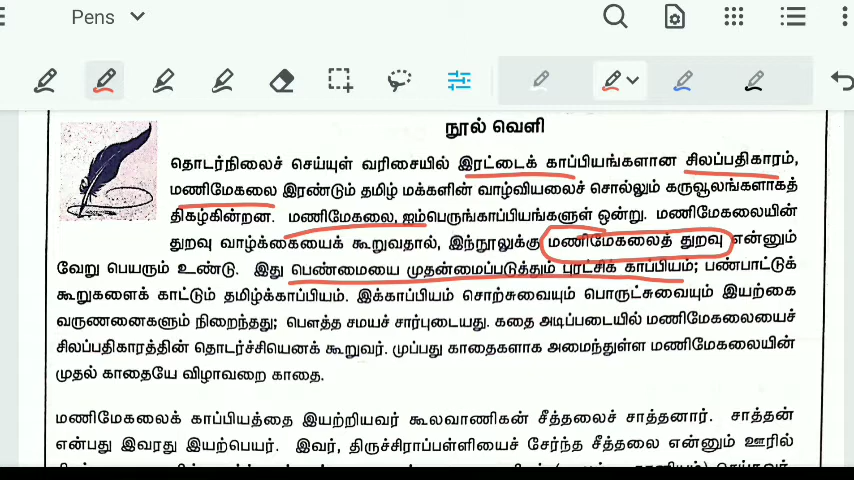 Pens
நூல் வெளி
தொடர்நிலைச் செய்யுள் வரிசையில் இரட்டைக் காப்பியங்களான சிலப்பதிகாரம்,
மணிமேகலை இரண்டும் தமிழ் மக்களின் வாழ்வியலைச் சொல்லும் கருவூலங்களாகத்
திகழ்கின்றன. மணிமேகலை, ஐம்பெருங்காப்பியங்களுள் ஒன்று. மணிமேகலையின்
துறவு வாழ்க்கையைக் கூறுவதால், இந்நூலுக்கு மணிமேகலைத் துறவு என்னும்
வேறு பெயரும் உண்டு. இது பெண்மையை முதன்மைப்படுத்தும் புரட்சிக் காப்பியம்; பண்பாட்டுக்
கூறுகளைக் காட்டும் தமிழ்க்காப்பியம். இக்காப்பியம் சொற்சுவையும் பொருட்சுவையும் இயற்கை
வருணனைகளும் நிறைந்தது; பௌத்த சமயச் சார்புடையது. கதை அடிப்படையில் மணிமேகலையைச்
சிலப்பதிகாரத்தின் தொடர்ச்சியெனக் கூறுவர். முப்பது காதைகளாக அமைந்துள்ள மணிமேகலையின்
முதல் காதையே விழாவறை காதை.
மணிமேகலைக் காப்பியத்தை இயற்றியவர் கூலவாணிகன் சீத்தலைச் சாத்தனார். சாத்தன்
என்பது இவரது இயற்பெயர். இவர், திருச்சிராப்பள்ளியைச் சேர்ந்த சீத்தலை என்னும் ஊரில்